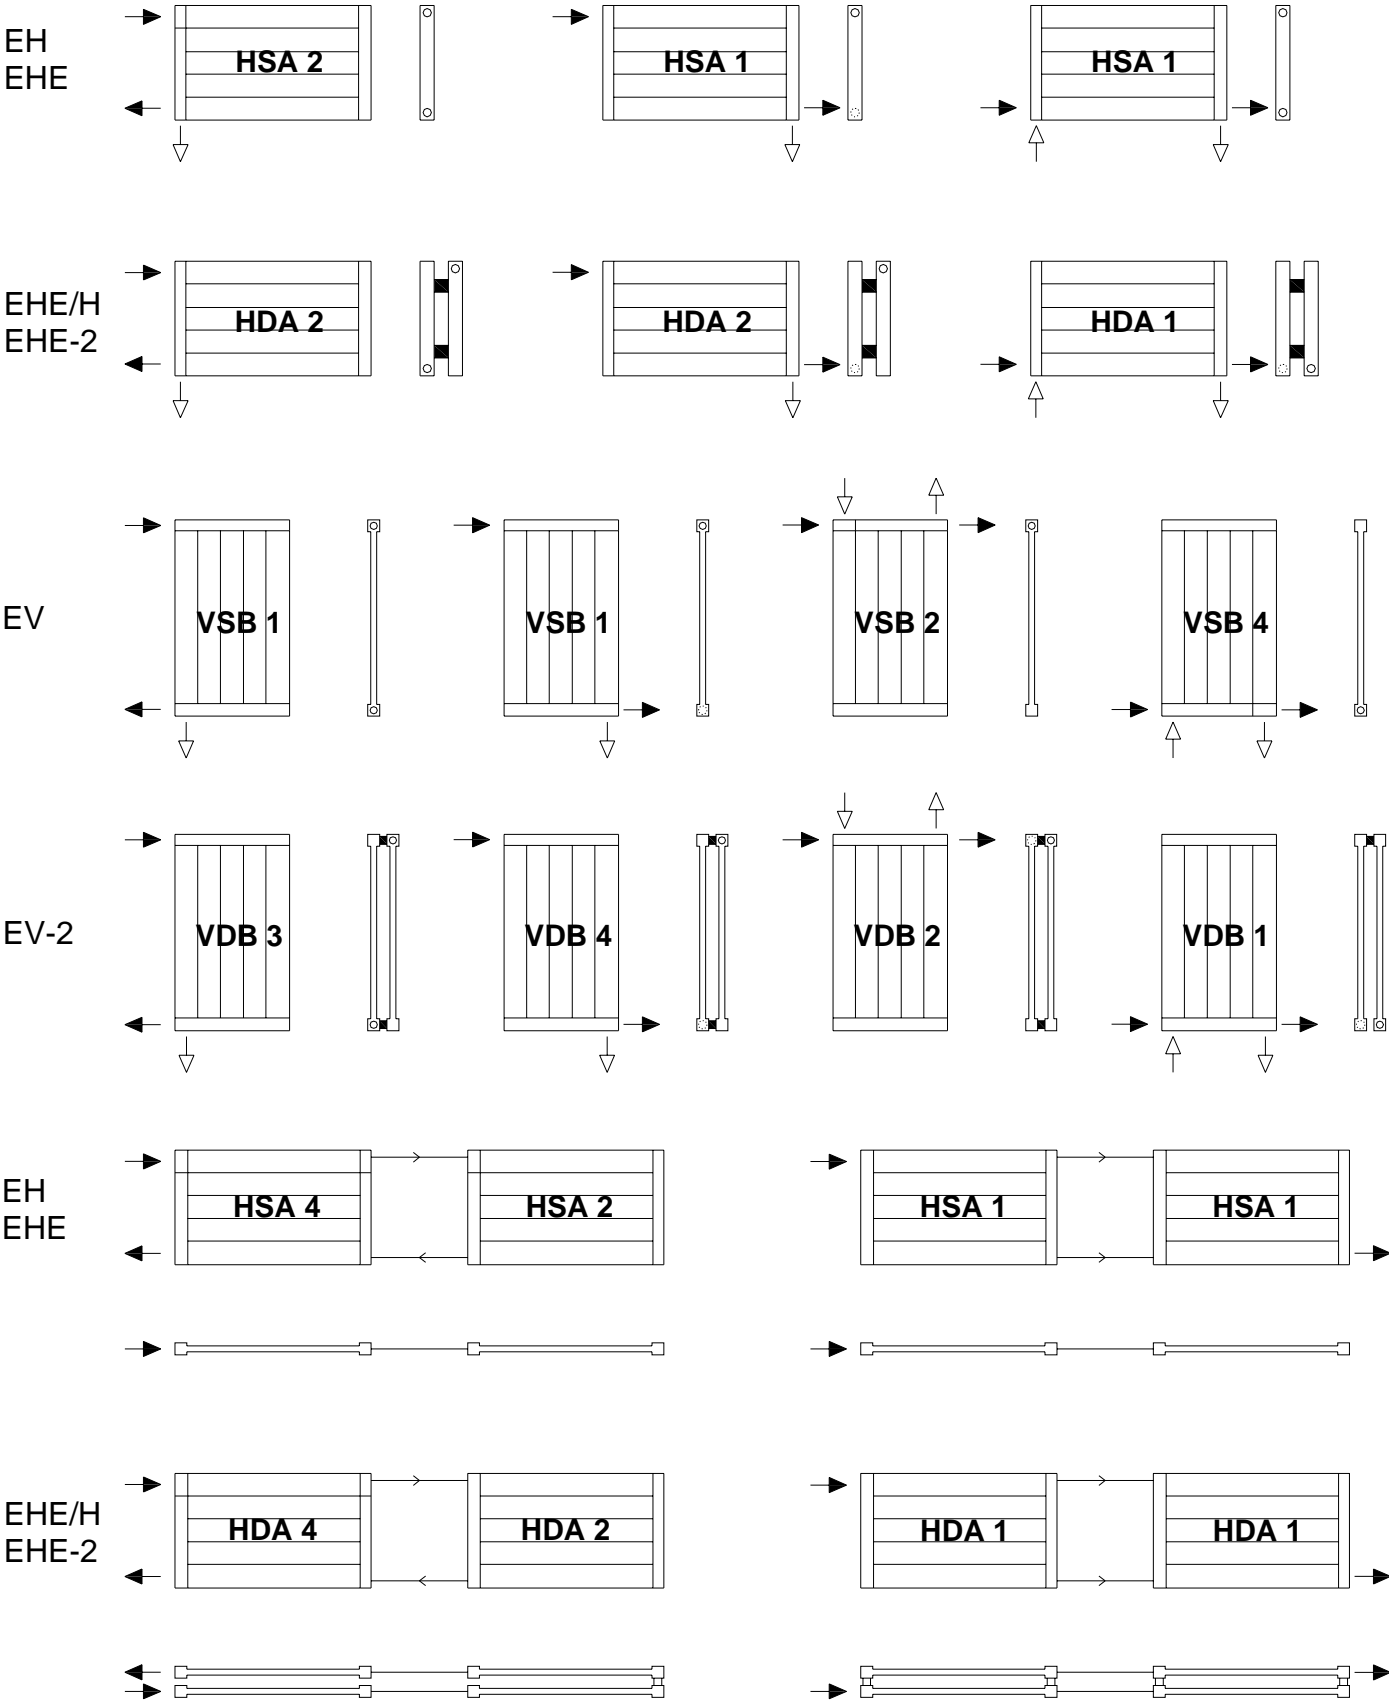 EH
EHE
HSA 2
HSA 1
HSA 1
EHE/H
EHE-2
HDA 2
HDA 2
HDA 1
EV
VSB 1
VSB 1
VSB 2
VSB 4
EV-2
VDB 3
VDB 4
VDB 2
VDB 1
EH
EHE
HSA 4
HSA 2
HSA 1
HSA 1
EHE/H
EHE-2
HDA 4
HDA 2
HDA 1
HDA 1